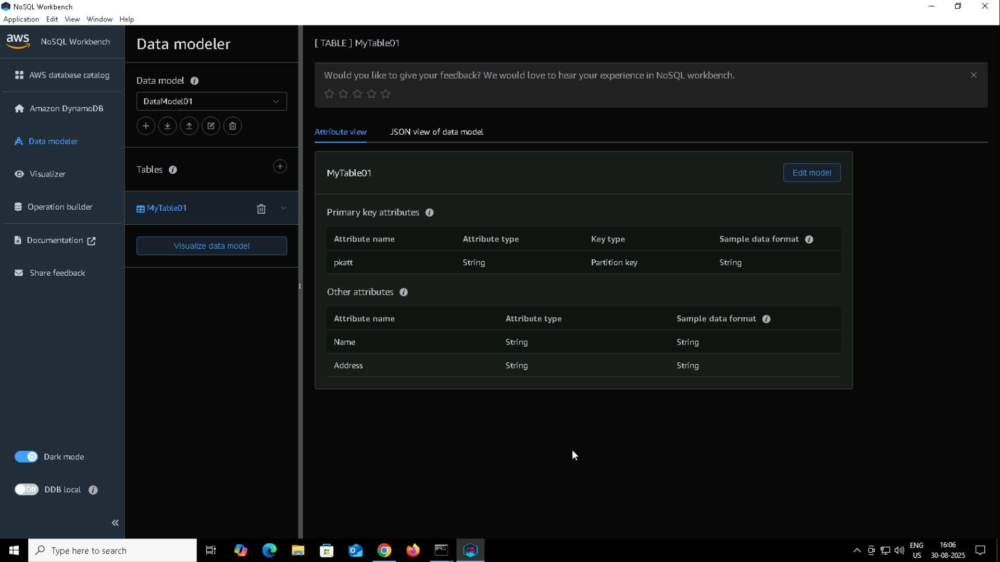 NoSQL Workbench
Application Edit View Window Help
aws NoSQL Workbench
AWS database catalog
Amazon DynamoDB
Data modeler
Visualizer
Operation builder
Documentation
Share feedback
Dark mode
Off DDB local
Data modeler
Data model
DataModel01
Tables
MyTable01
Visualize data model
[ TABLE ] MyTable01
Would you like to give your feedback? We would love to hear your experience in NoSQL workbench.
Attribute view JSON view of data model
MyTable01 Edit model
Primary key attributes
Attribute name Attribute type Key type Sample data format
pkatt String Partition key String
Other attributes
Attribute name Attribute type Sample data format
Name String String
Address String String
Type here to search
ENG
US
16:06
30-08-2025